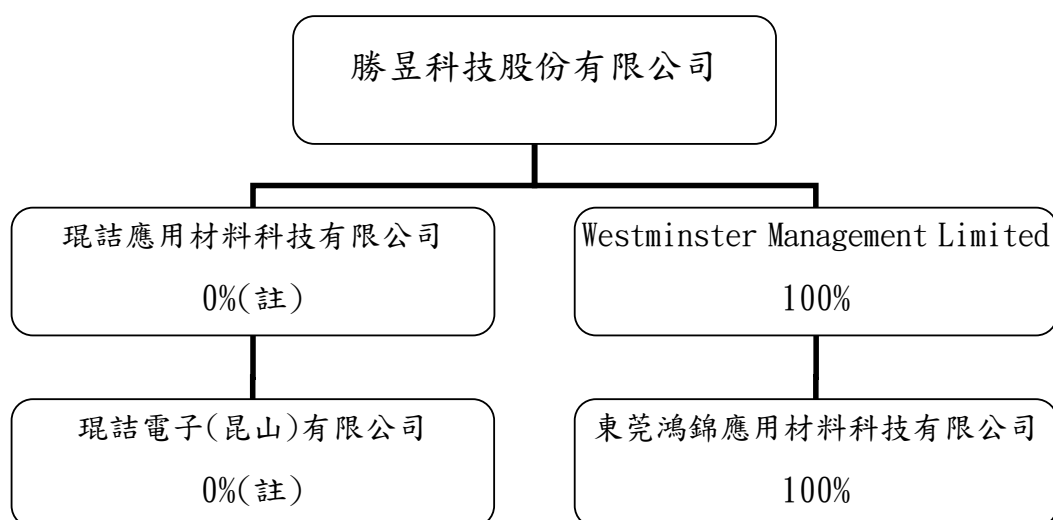 勝昱科技股份有限公司
琨詰應用材料科技有限公司
0%(註)
Westminster Management Limited
100%
琨詰電子(昆山)有限公司
0%(註)
東莞鴻錦應用材料科技有限公司
100%